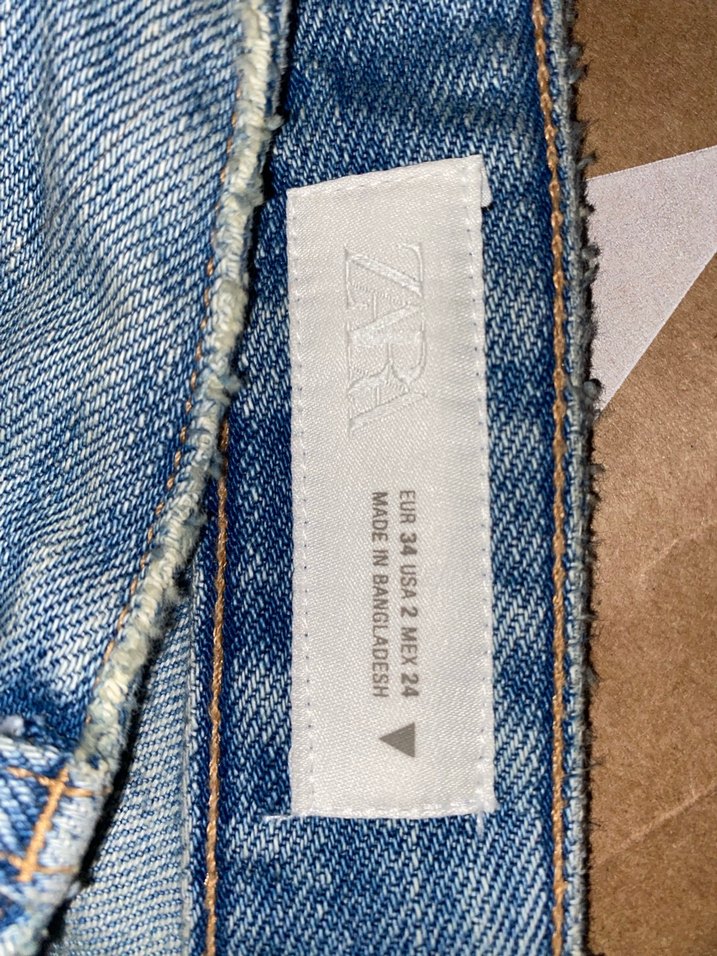 ZARA
EUR 34 USA 2 MEX 24
MADE IN BANGLADESH